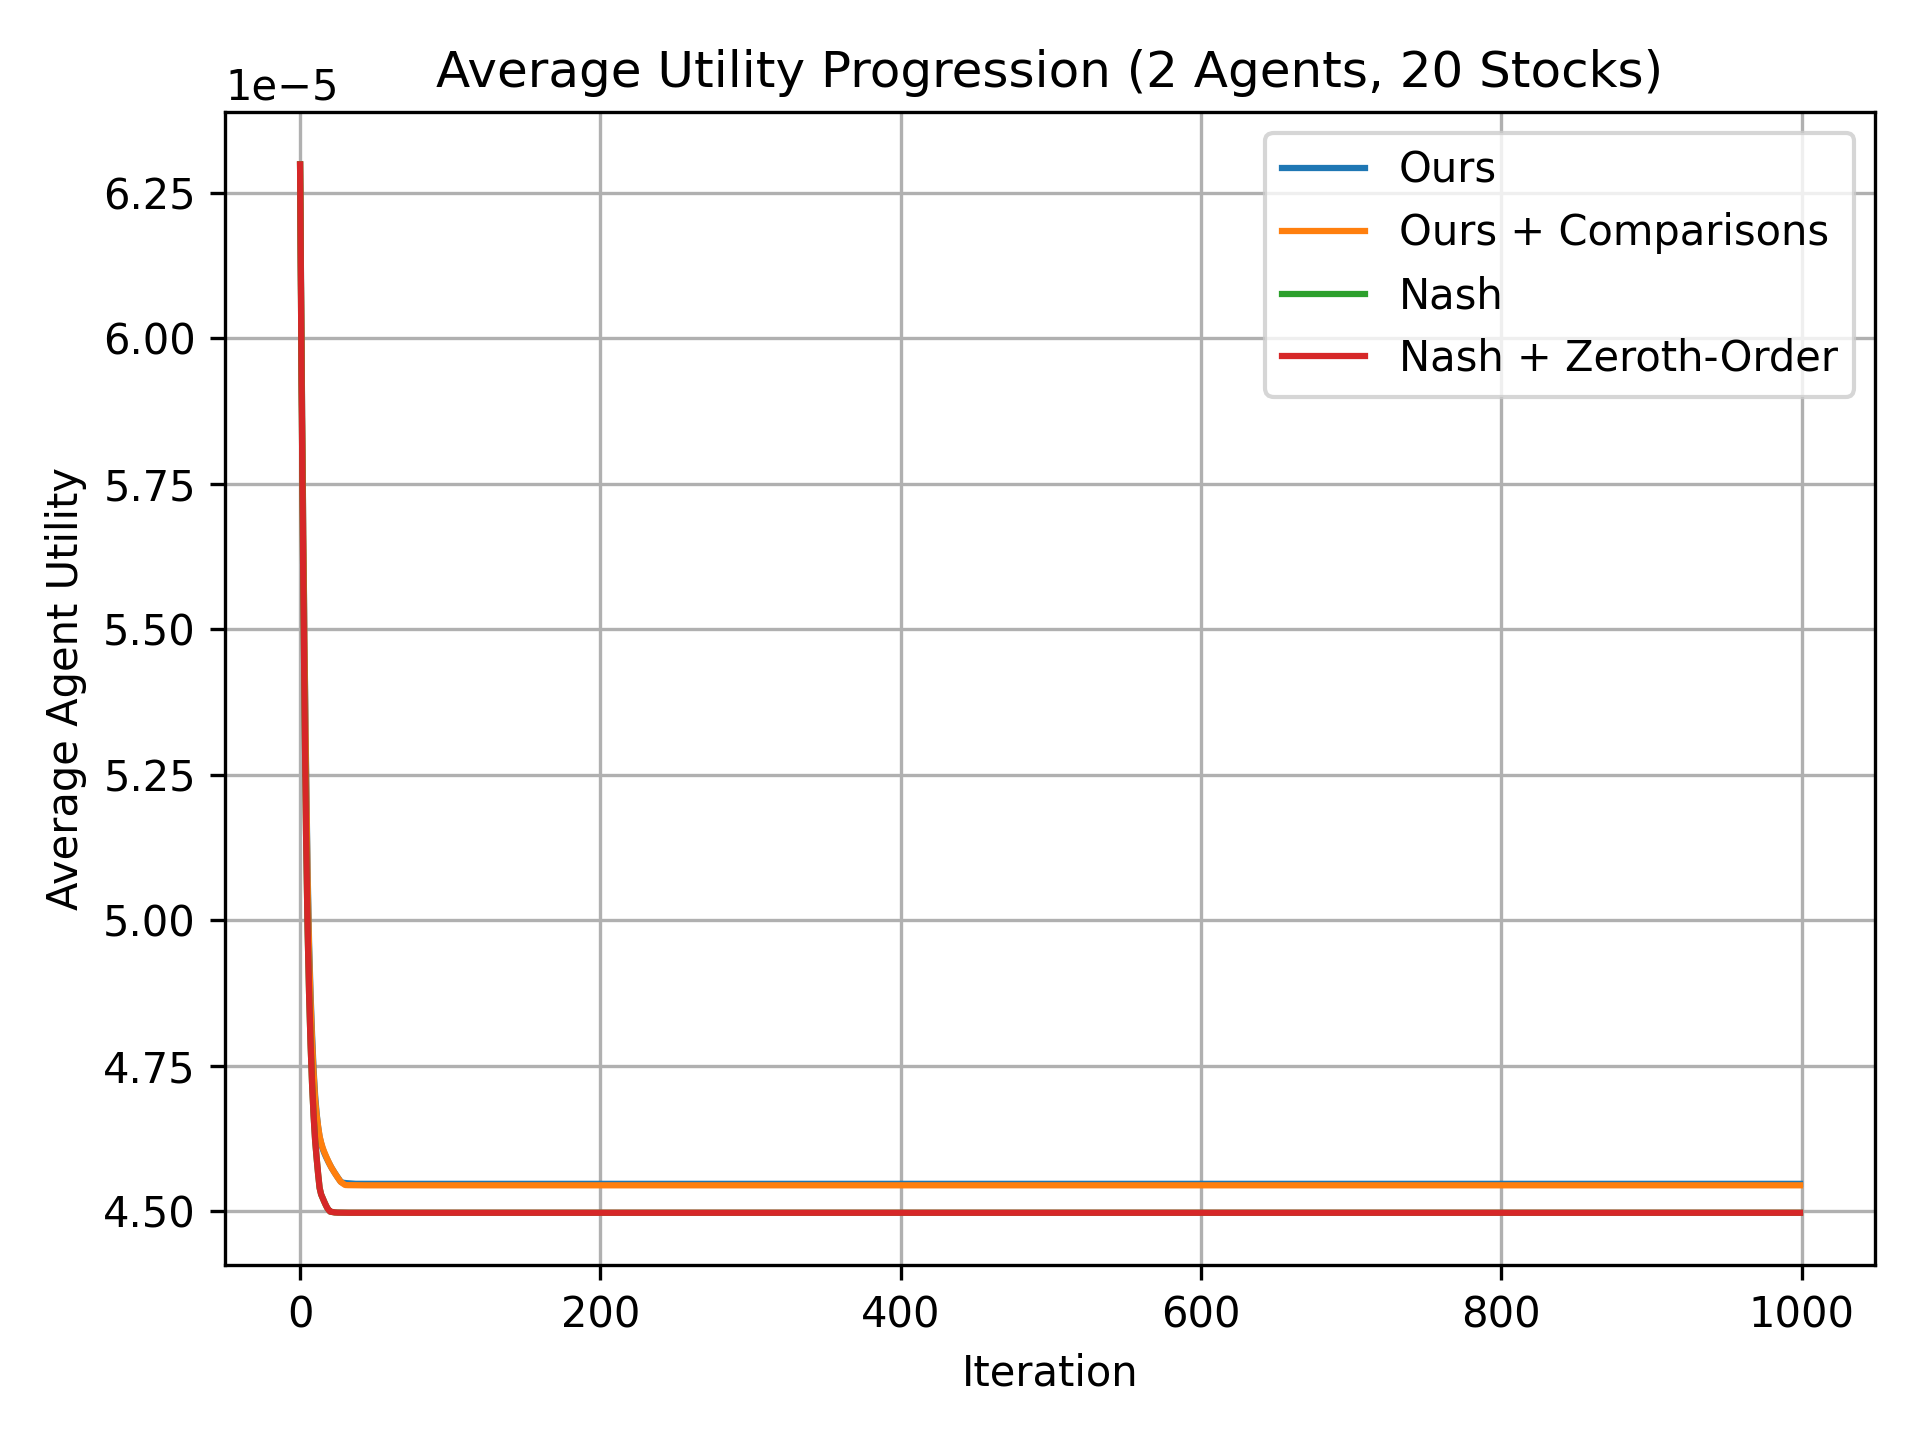 Average Utility Progression (2 Agents, 20 Stocks)
1e−5
6.25
6.00
5.75
5.50
5.25
5.00
4.75
4.50
Average Agent Utility
Ours
Ours + Comparisons
Nash
Nash + Zeroth-Order
0
200
400
600
800
1000
Iteration